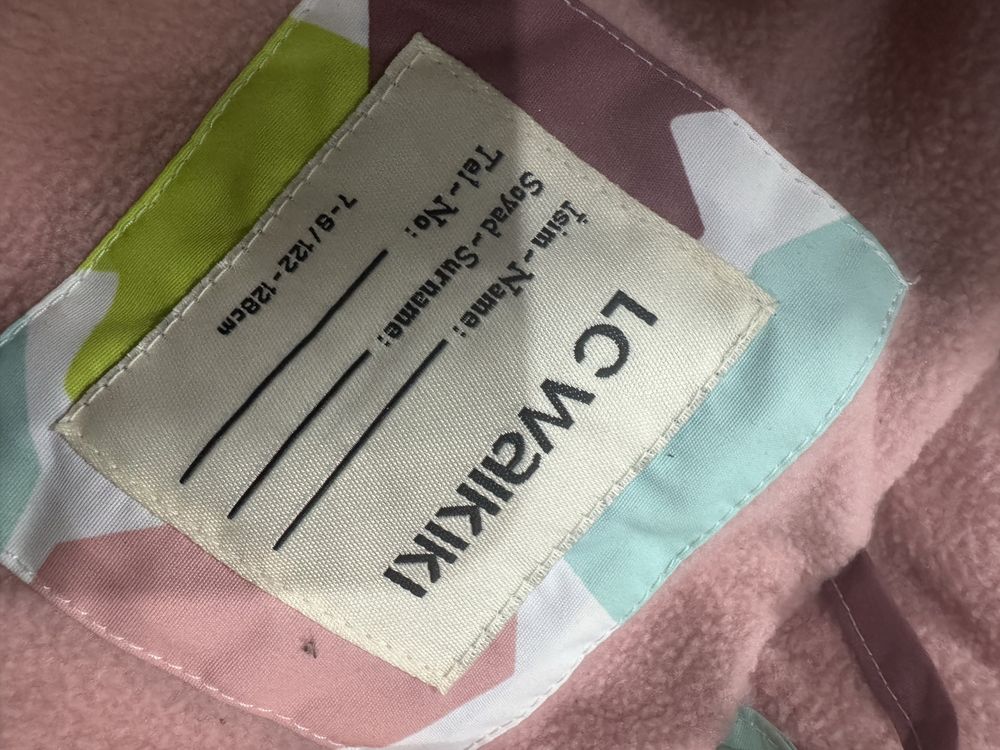 LC WaIKIKI
İsim-Name:
Soyad-Surname:
Tel-No:
7-8 / 122-128cm